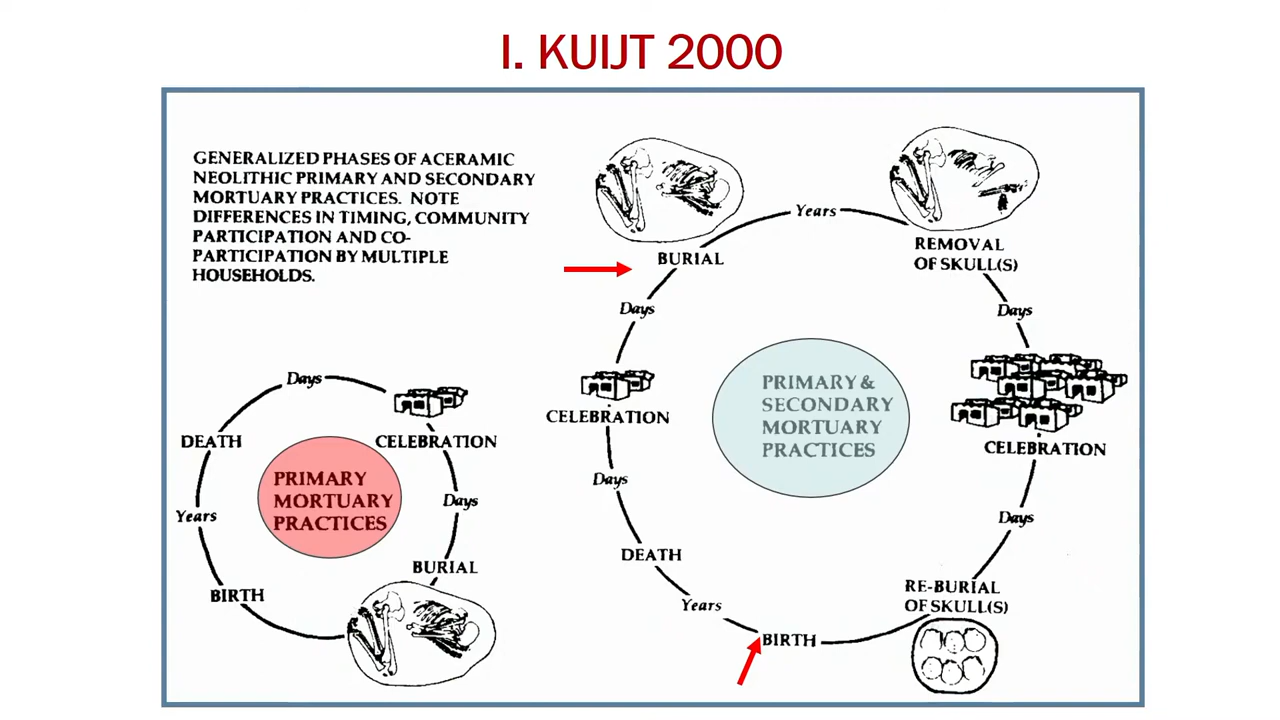 I. KUIJT 2000
GENERALIZED PHASES OF ACERAMIC
NEOLITHIC PRIMARY AND SECONDARY
MORTUARY PRACTICES. NOTE
DIFFERENCES IN TIMING, COMMUNITY
PARTICIPATION AND CO-
PARTICIPATION BY MULTIPLE
HOUSEHOLDS.
Days
CELEBRATION
Days
BURIAL
BIRTH
Years
DEATH
PRIMARY
MORTUARY
PRACTICES
BURIAL
Years
REMOVAL
OF SKULL(S)
Days
CELEBRATION
Days
RE-BURIAL
OF SKULL(S)
BIRTH
Years
DEATH
Days
CELEBRATION
Days
PRIMARY &
SECONDARY
MORTUARY
PRACTICES